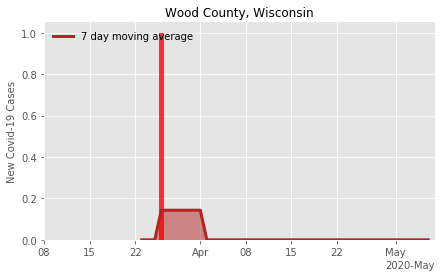 Wood County, Wisconsin
7 day moving average
New Covid-19 Cases
1.0
0.8
0.6
0.4
0.2
0.0
08 15 22 Apr 08 15 22 May
2020-May